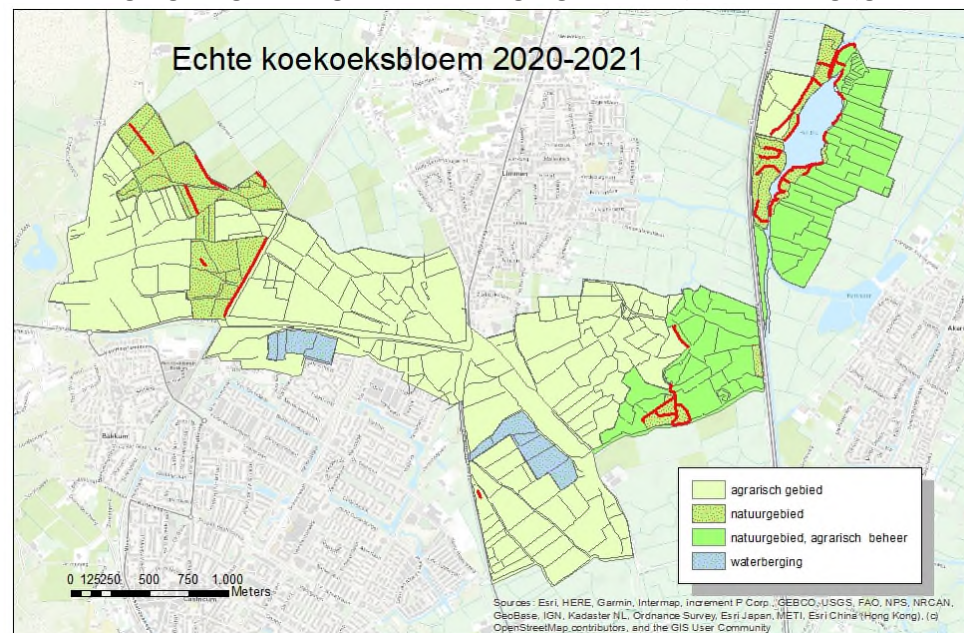 Echte koekoeksbloem 2020-2021
Limmen
Bakkum
Castricum
agrarisch gebied
natuurgebied
natuurgebied, agrarisch beheer
waterberging
0 125250 500 750 1.000
Meters
Sources: Esri, HERE, Garmin, Intermap, increment P Corp., GEBCO, USGS, FAO, NPS, NRCAN,
GeoBase, IGN, Kadaster NL, Ordnance Survey, Esri Japan, METI, Esri China (Hong Kong), (c)
OpenStreetMap contributors, and the GIS User Community